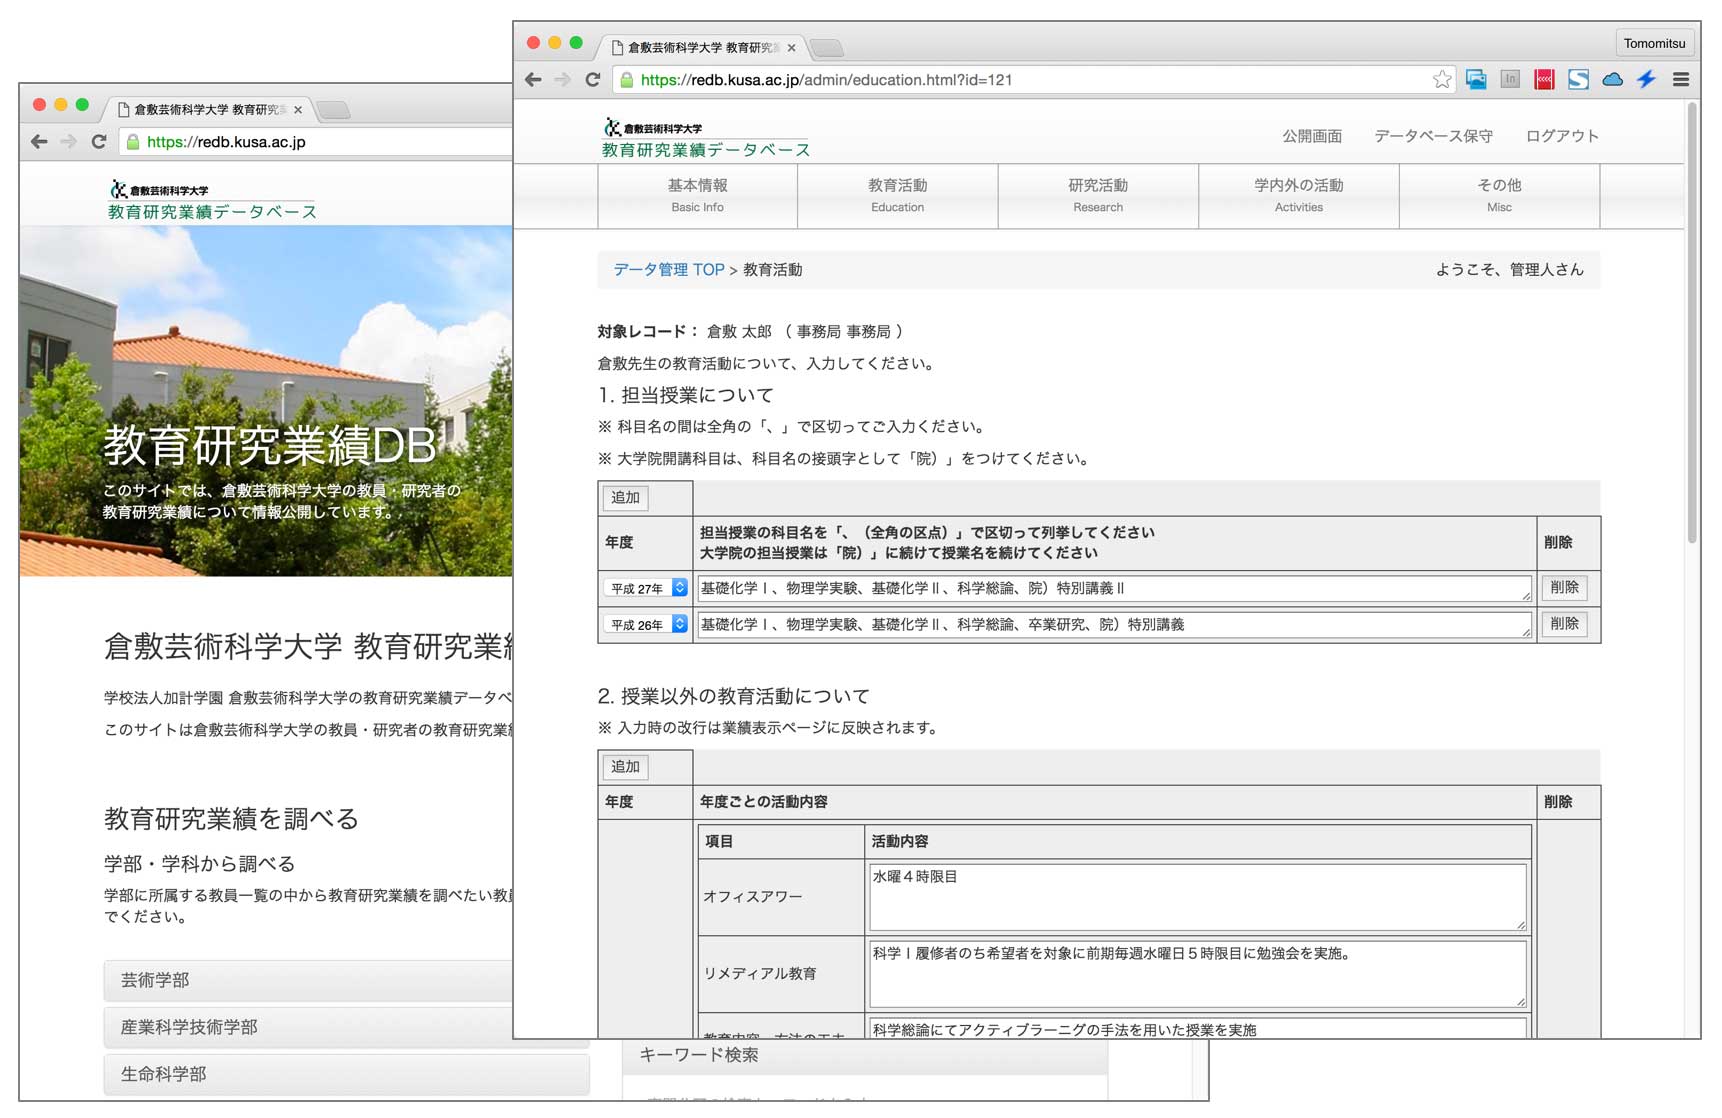 倉敷芸術科学大学 教育研究
https://redb.kusa.ac.jp
倉敷芸術科学大学
教育研究業績データベース
教育研究業績DB
このサイトでは、倉敷芸術科学大学の教員・研究者の
教育研究業績について情報公開しています。
倉敷芸術科学大学 教育研究業績
学校法人加計学園 倉敷芸術科学大学の教育研究業績データベ
このサイトは倉敷芸術科学大学の教員・研究者の教育研究業績
教育研究業績を調べる
学部・学科から調べる
学部に所属する教員一覧の中から教育研究業績を調べたい教員
でください。
芸術学部
産業科学技術学部
生命科学部
キーワード検索
倉敷芸術科学大学 教育研究
Tomomitsu
https://redb.kusa.ac.jp/admin/education.html?id=121
倉敷芸術科学大学
教育研究業績データベース
公開画面 データベース保守 ログアウト
基本情報 教育活動 研究活動 学内外の活動 その他
Basic Info Education Research Activities Misc
データ管理 TOP > 教育活動 ようこそ、管理人さん
対象レコード： 倉敷 太郎 （ 事務局 事務局 ）
倉敷先生の教育活動について、入力してください。
1. 担当授業について
※ 科目名の間は全角の「、」で区切ってご入力ください。
※ 大学院開講科目は、科目名の接頭字として「院）」をつけてください。
追加
年度 担当授業の科目名を「、（全角の区点）」で区切って列挙してください 削除
大学院の担当授業は「院）」に続けて授業名を続けてください
平成 27年 基礎化学Ⅰ、物理学実験、基礎化学Ⅱ、科学総論、院）特別講義Ⅱ 削除
平成 26年 基礎化学Ⅰ、物理学実験、基礎化学Ⅱ、科学総論、卒業研究、院）特別講義 削除
2. 授業以外の教育活動について
※ 入力時の改行は業績表示ページに反映されます。
追加
年度 年度ごとの活動内容 削除
項目 活動内容
オフィスアワー 水曜４時限目
リメディアル教育 科学Ⅰ履修者のち希望者を対象に前期毎週水曜日５時限目に勉強会を実施。
科学総論にてアクティブラーニングの手法を用いた授業を実施